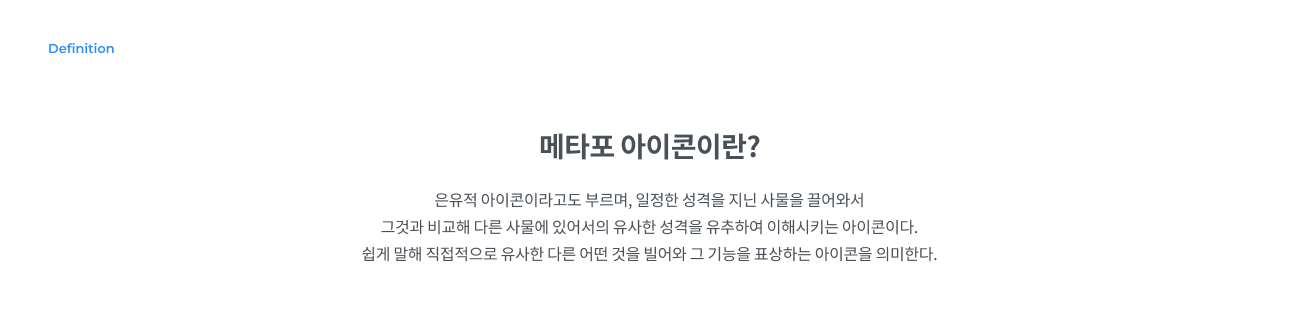 Definition
메타포 아이콘이란?
은유적 아이콘이라고도 부르며, 일정한 성격을 지닌 사물을 끌어와서
그것과 비교해 다른 사물에 있어서의 유사한 성격을 유추하여 이해시키는 아이콘이다.
쉽게 말해 직접적으로 유사한 다른 어떤 것을 빌어와 그 기능을 표상하는 아이콘을 의미한다.